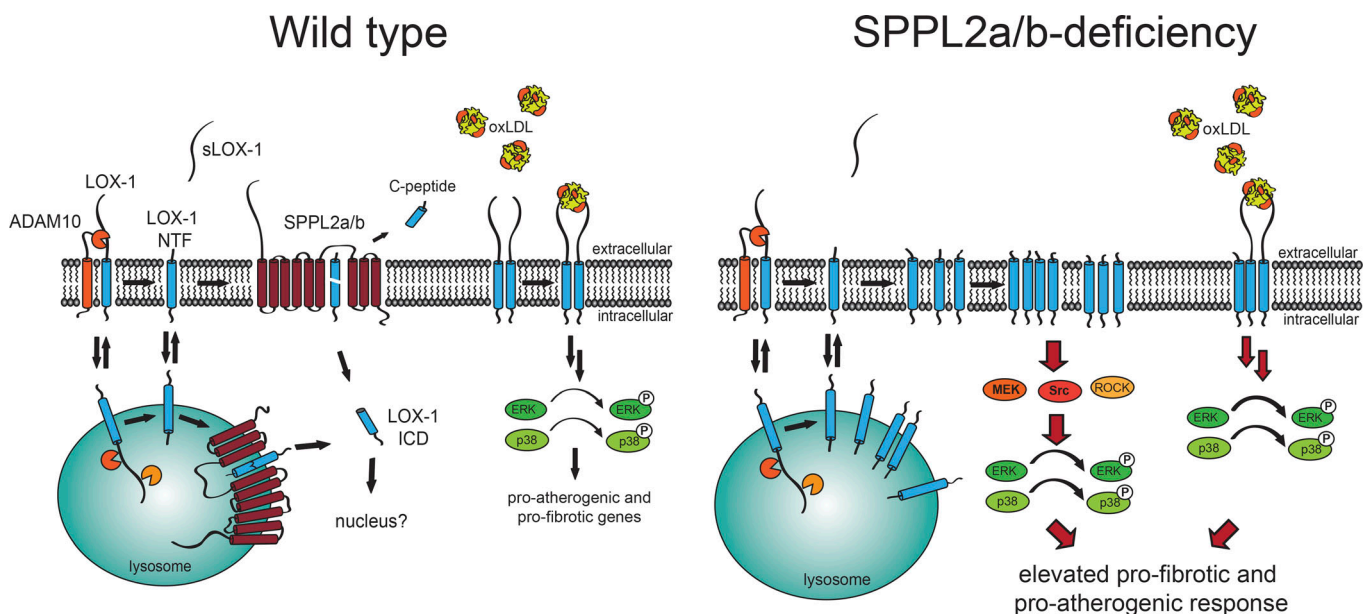 Wild type
oxLDL
sLOX-1
LOX-1
C-peptide
ADAM10
LOX-1
NTF
SPPL2a/b
extracellular
intracellular
LOX-1
ICD
ERK
ERK
P
p38
p38
P
nucleus?
pro-atherogenic and
pro-fibrotic genes
lysosome
SPPL2a/b-deficiency
oxLDL
extracellular
intracellular
MEK
Src
ROCK
ERK
ERK
P
p38
p38
P
ERK
ERK
P
p38
p38
P
lysosome
elevated pro-fibrotic and
pro-atherogenic response